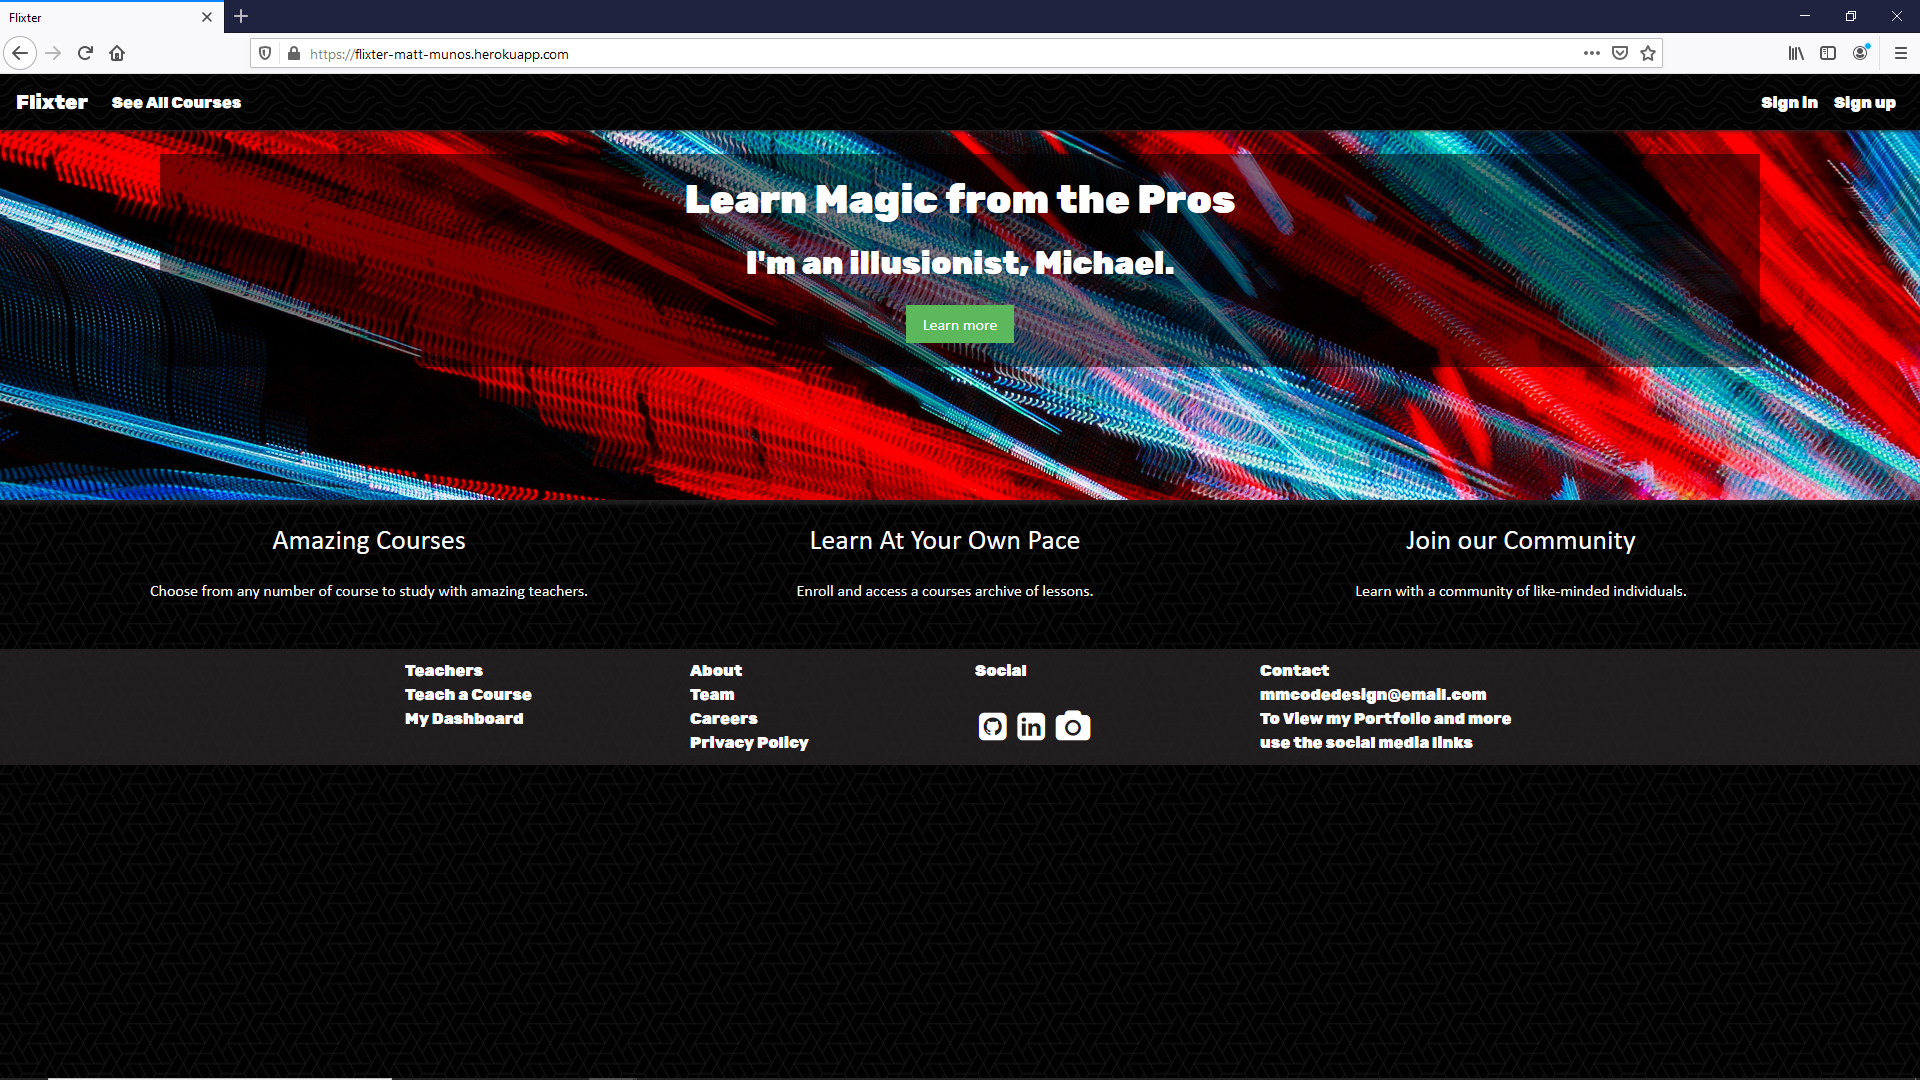 Flixter
https://flixter-matt-munos.herokuapp.com
Flixter See All Courses Sign in Sign up
Learn Magic from the Pros
I'm an illusionist, Michael.
Learn more
Amazing Courses
Choose from any number of course to study with amazing teachers.
Learn At Your Own Pace
Enroll and access a courses archive of lessons.
Join our Community
Learn with a community of like-minded individuals.
Teachers
Teach a Course
My Dashboard
About
Team
Careers
Privacy Policy
Social
in
Contact
mmcodedesign@email.com
To View my Portfolio and more
use the social media links